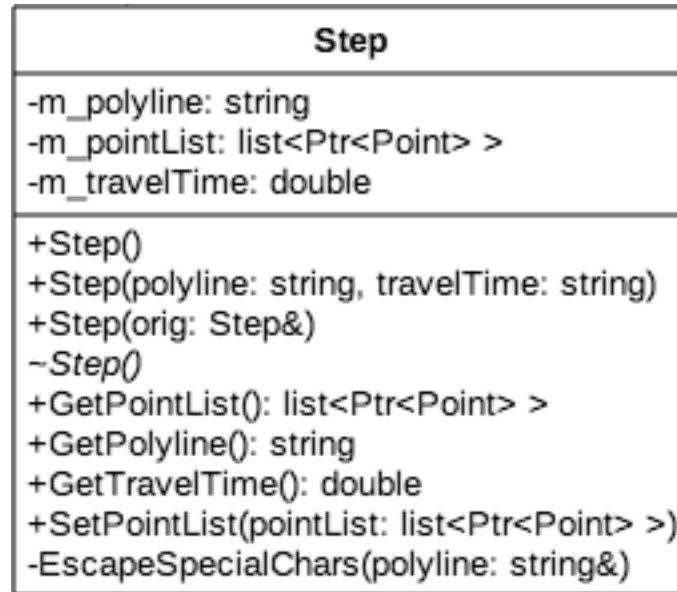 Step
-m_polyline: string
-m_pointList: list<Ptr<Point> >
-m_travelTime: double
+Step()
+Step(polyline: string, travelTime: string)
+Step(orig: Step&)
~Step()
+GetPointList(): list<Ptr<Point> >
+GetPolyline(): string
+GetTravelTime(): double
+SetPointList(pointList: list<Ptr<Point> >)
-EscapeSpecialChars(polyline: string&)